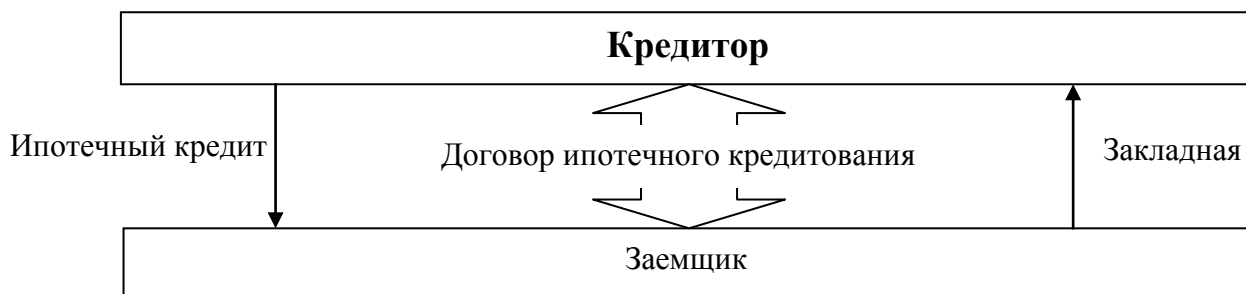 Кредитор
Ипотечный кредит
Договор ипотечного кредитования
Закладная
Заемщик